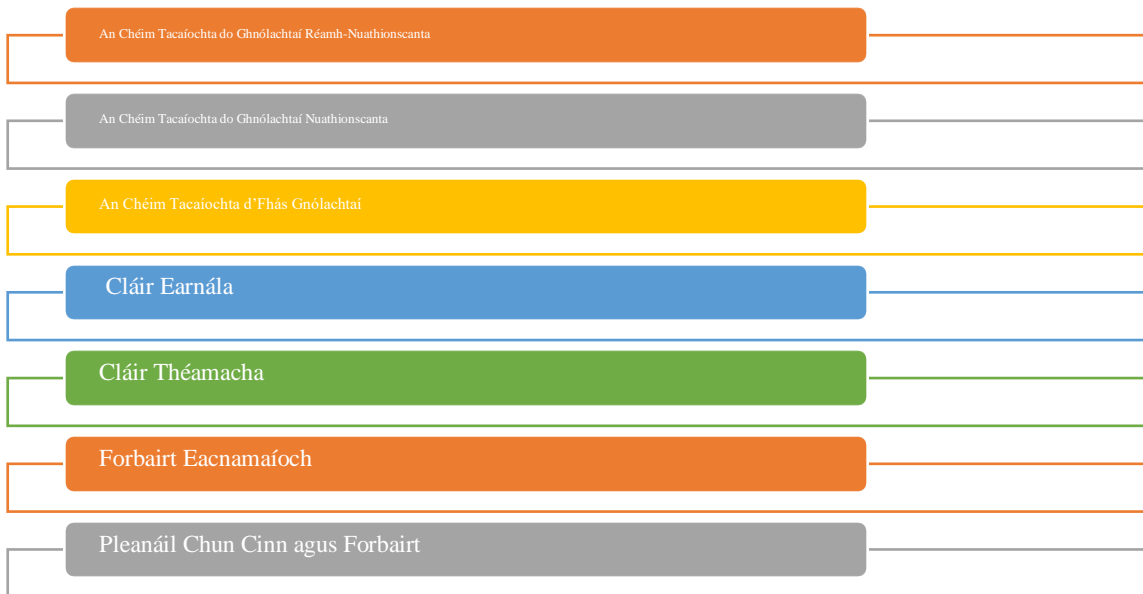 An Chéim Tacaíochta do Ghnólachtaí Réamh-Nuathionscanta
An Chéim Tacaíochta do Ghnólachtaí Nuathionscanta
An Chéim Tacaíochta d'Fhás Gnólachtaí
Cláir Earnála
Cláir Théamacha
Forbairt Eacnamaíoch
Pleanáil Chun Cinn agus Forbairt